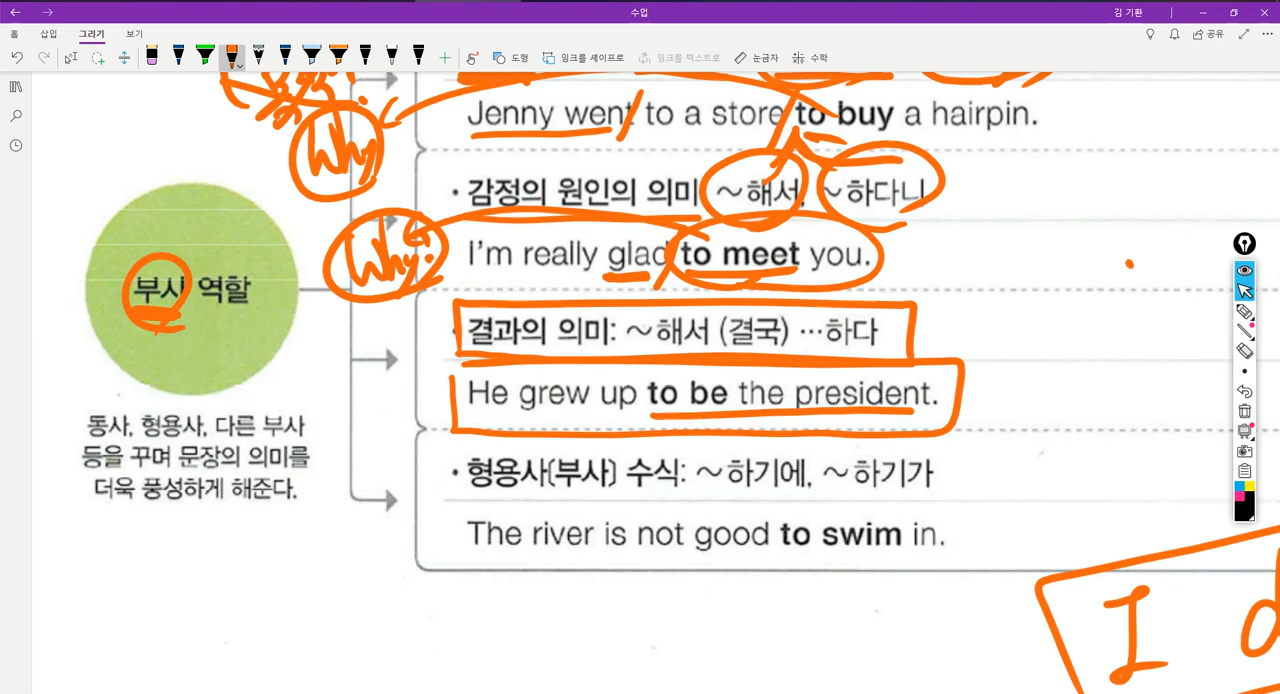 수업
김 기환
홈 삽입 그리기 보기
공유
도형 잉크를 셰이프로 잉크를 텍스트로 눈금자 수학
Jenny went to a store to buy a hairpin.
Why
• 감정의 원인의 의미 ~해서, ~하다니
Why?
I'm really glad to meet you.
부사 역할
• 결과의 의미: ~해서 (결국) …하다
He grew up to be the president.
동사, 형용사, 다른 부사
등을 꾸며 문장의 의미를
더욱 풍성하게 해준다.
• 형용사(부사) 수식: ~하기에, ~하기가
The river is not good to swim in.
I